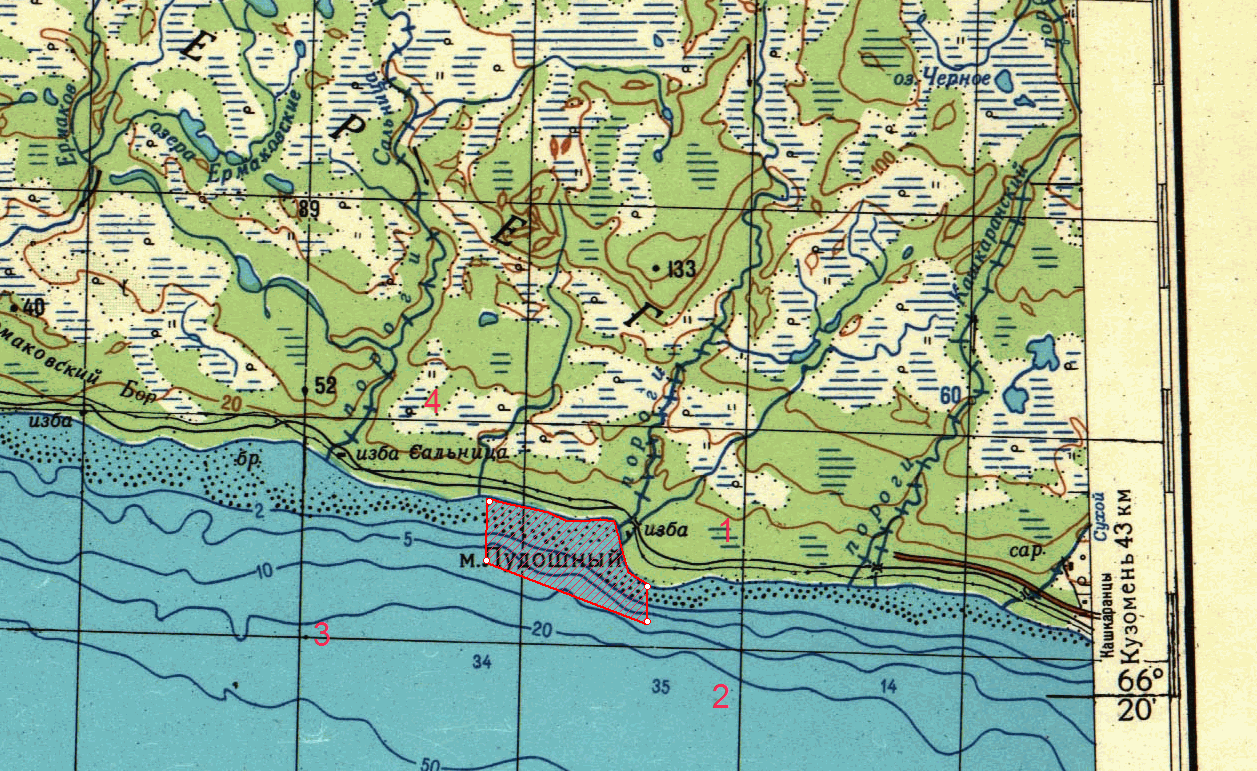 Е
Р
Е
Г
оз. Черное
Ермаков
озера
Ермаковские
Сальница
100
89
Кашкаранский
133
40
маковский Бор
пороги
52
20
4
60
изба
изба Сальница
бр.
пороги
пороги
Сухой
2
5
1
изба
сар.
м. Пудошный
10
3
20
34
35
2
14
50
Кашкаранцы
Кузомень 43 км
66°
20'